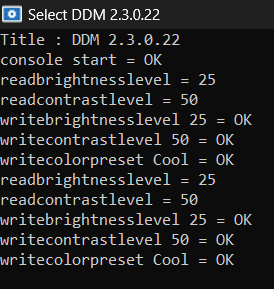 Select DDM 2.3.0.22
Title : DDM 2.3.0.22
console start = OK
readbrightnesslevel = 25
readcontrastlevel = 50
writebrightnesslevel 25 = OK
writecontrastlevel 50 = OK
writecolorpreset Cool = OK
readbrightnesslevel = 25
readcontrastlevel = 50
writebrightnesslevel 25 = OK
writecontrastlevel 50 = OK
writecolorpreset Cool = OK